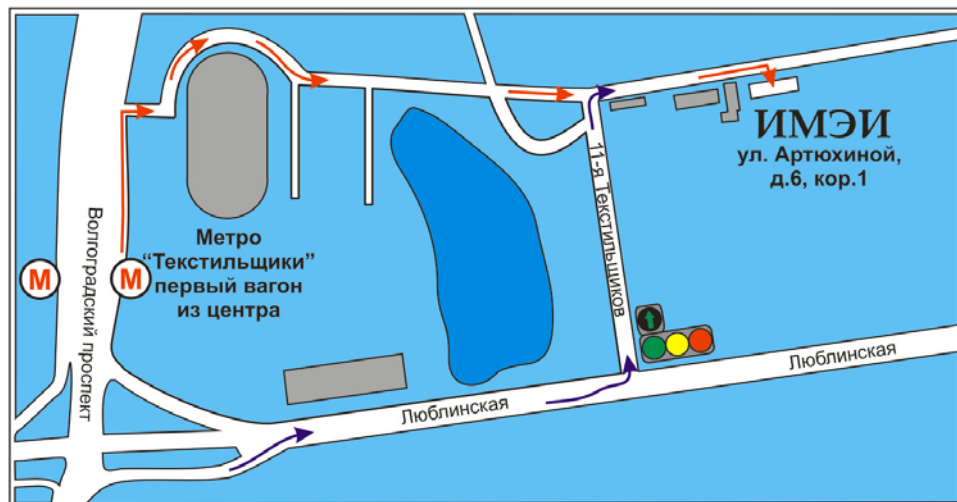 ИМЭИ
ул. Артюхиной,
д.6, кор.1
11-я Текстильщиков
Волгоградский проспект
Метро
“Текстильщики”
первый вагон
из центра
М
М
Люблинская
Люблинская